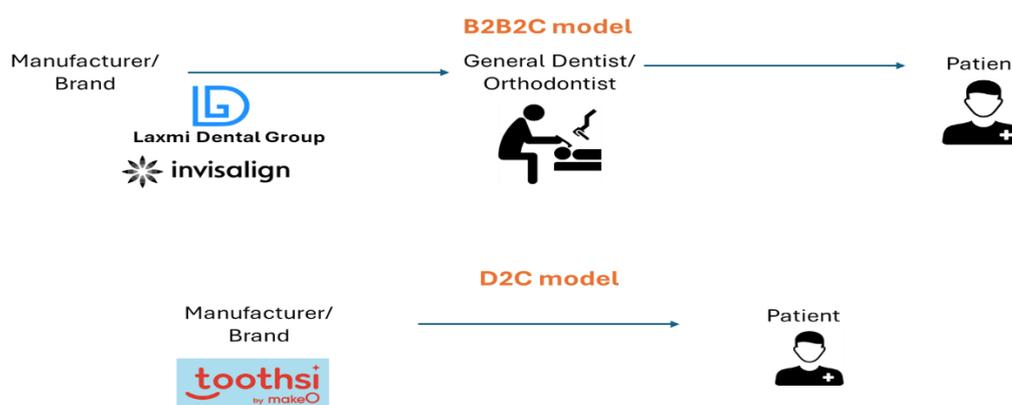 B2B2C model
Manufacturer/
Brand
General Dentist/
Orthodontist
Patien
LD
Laxmi Dental Group
invisalign
D2C model
Manufacturer/
Brand
Patient
toothsi
by makeO